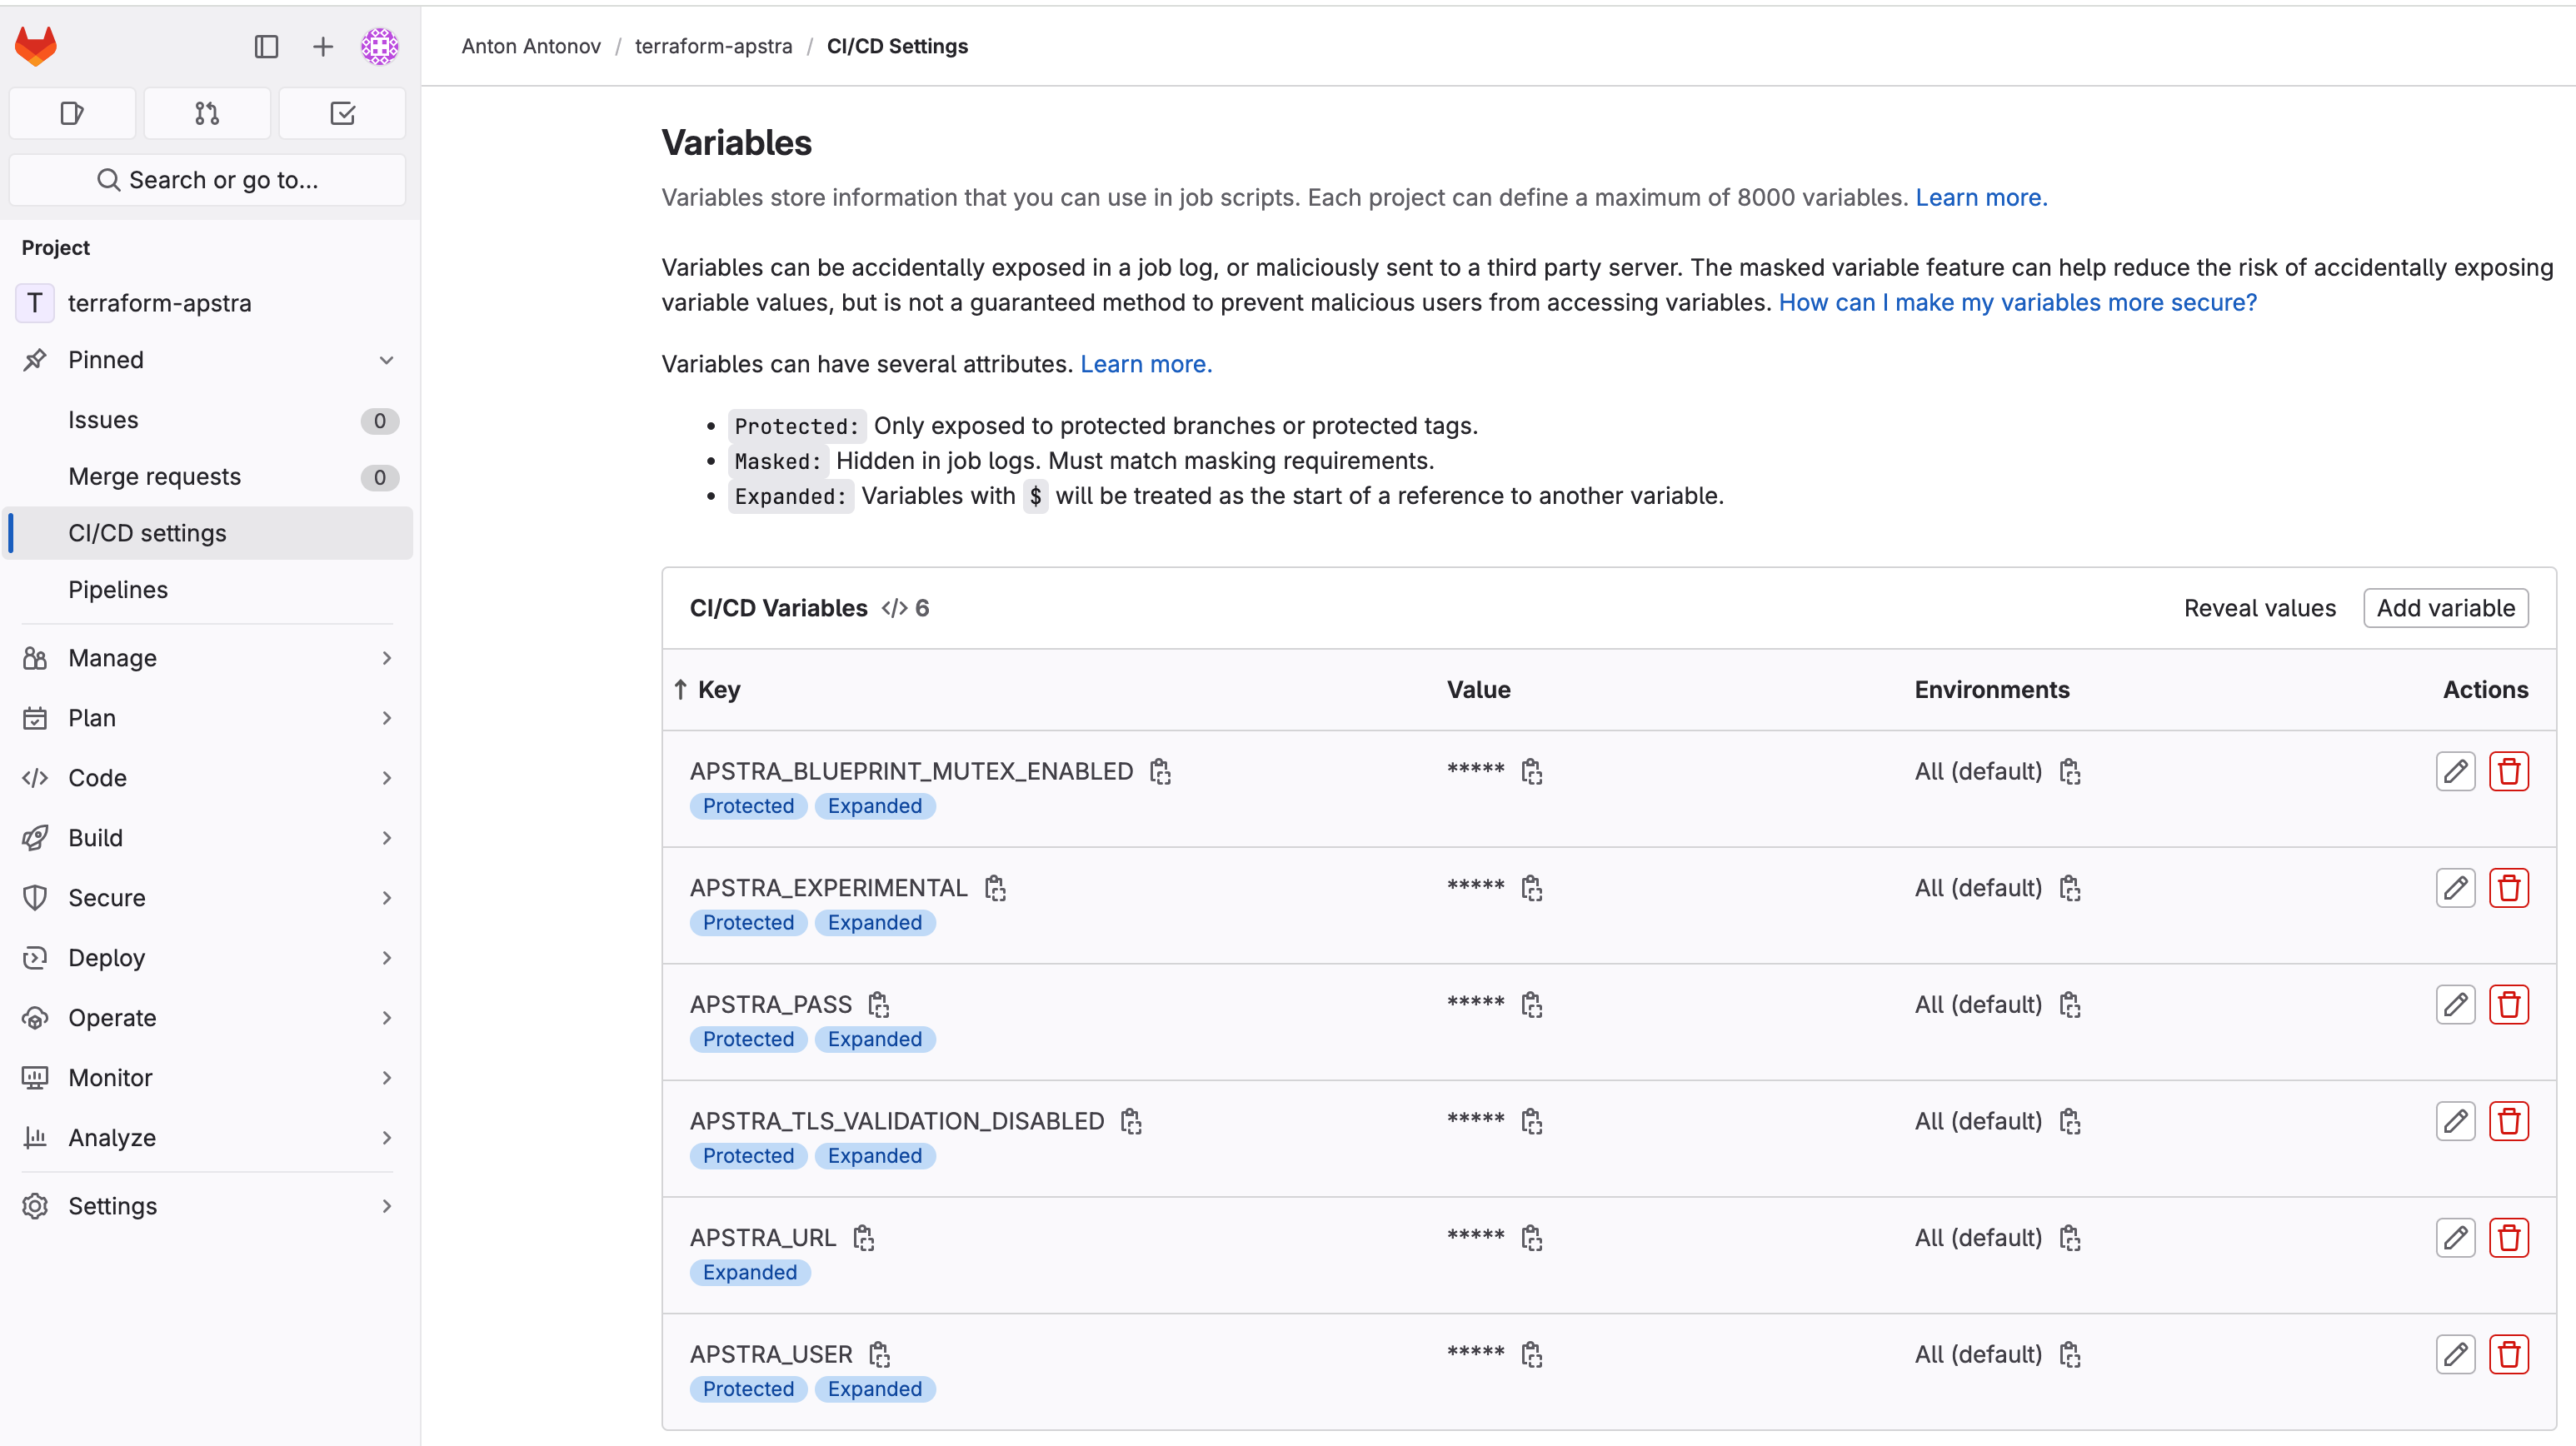 Anton Antonov / terraform-apstra / CI/CD Settings
Search or go to...
Project
T terraform-apstra
Pinned
Issues 0
Merge requests 0
CI/CD settings
Pipelines
Manage
Plan
Code
Build
Secure
Deploy
Operate
Monitor
Analyze
Settings
Variables
Variables store information that you can use in job scripts. Each project can define a maximum of 8000 variables. Learn more.
Variables can be accidentally exposed in a job log, or maliciously sent to a third party server. The masked variable feature can help reduce the risk of accidentally exposing
variable values, but is not a guaranteed method to prevent malicious users from accessing variables. How can I make my variables more secure?
Variables can have several attributes. Learn more.
• Protected: Only exposed to protected branches or protected tags.
• Masked: Hidden in job logs. Must match masking requirements.
• Expanded: Variables with $ will be treated as the start of a reference to another variable.
CI/CD Variables </> 6 Reveal values Add variable
↑ Key Value Environments Actions
APSTRA_BLUEPRINT_MUTEX_ENABLED ***** All (default)
Protected Expanded
APSTRA_EXPERIMENTAL ***** All (default)
Protected Expanded
APSTRA_PASS ***** All (default)
Protected Expanded
APSTRA_TLS_VALIDATION_DISABLED ***** All (default)
Protected Expanded
APSTRA_URL ***** All (default)
Expanded
APSTRA_USER ***** All (default)
Protected Expanded